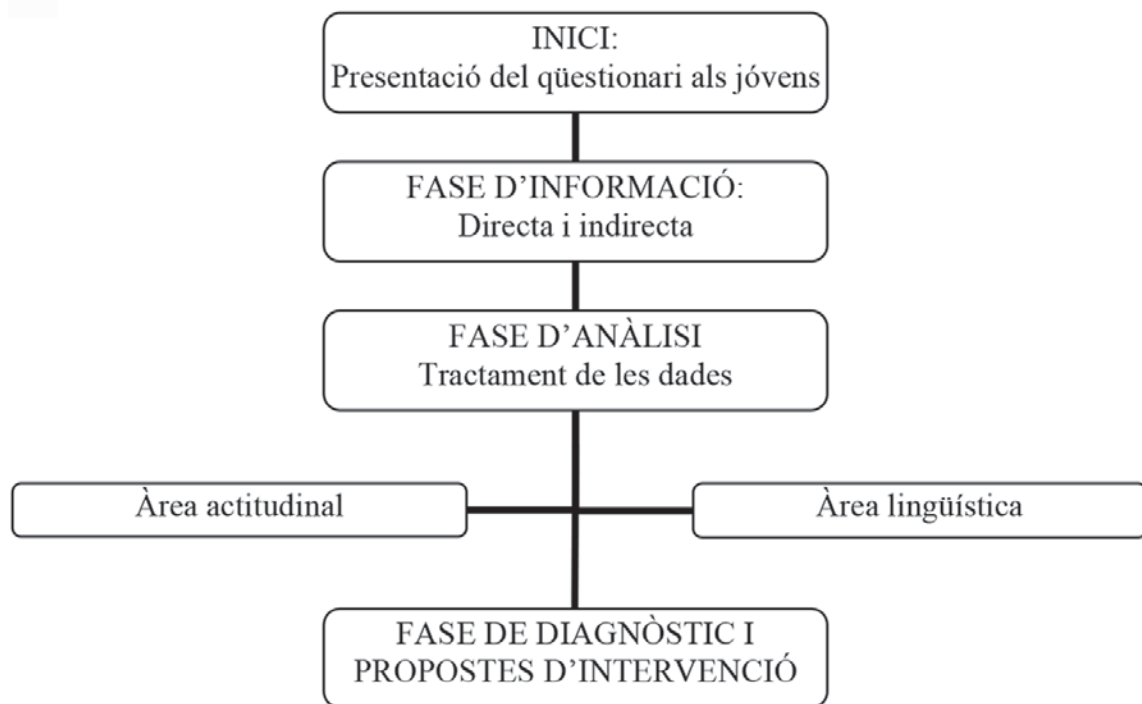 INICI:
Presentació del qüestionari als jóvens
FASE D’INFORMACIÓ:
Directa i indirecta
FASE D’ANÀLISI
Tractament de les dades
Àrea actitudinal
Àrea lingüística
FASE DE DIAGNÒSTIC I
PROPOSTES D’INTERVENCIÓ